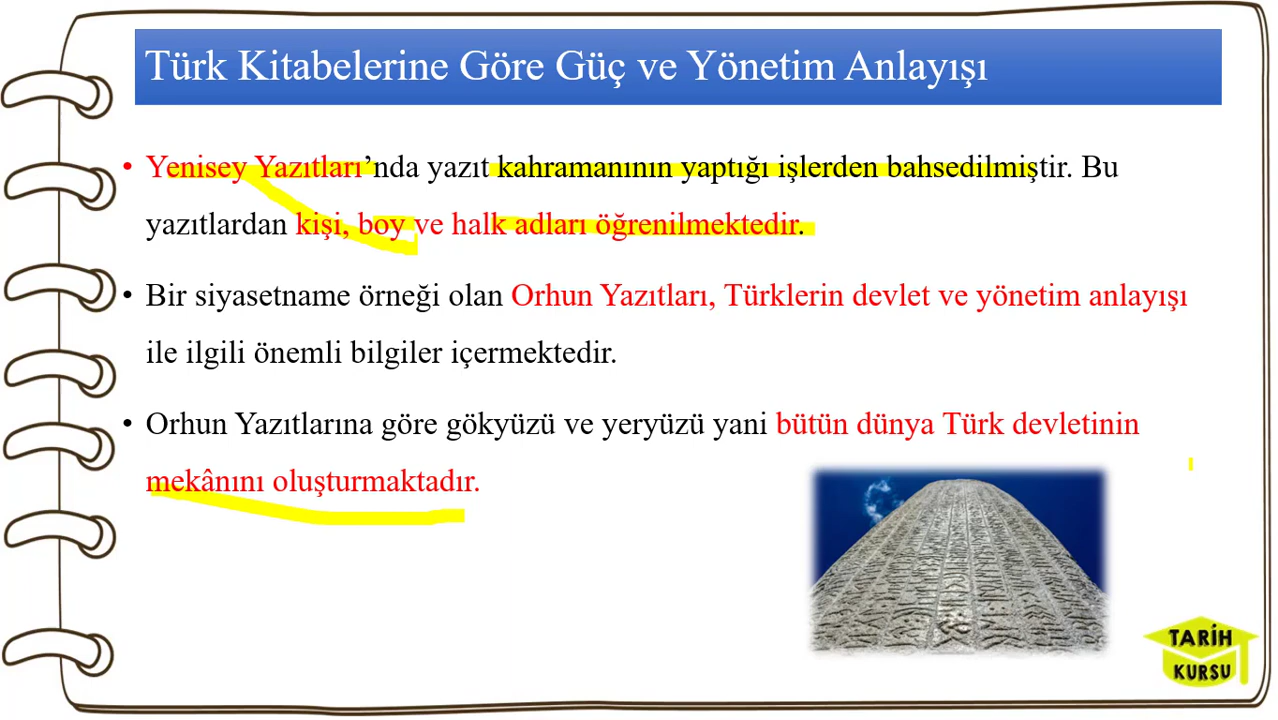 Türk Kitabelerine Göre Güç ve Yönetim Anlayışı
• Yenisey Yazıtları’nda yazıt kahramanının yaptığı işlerden bahsedilmiştir. Bu
yazıtlardan kişi, boy ve halk adları öğrenilmektedir.
• Bir siyasetname örneği olan Orhun Yazıtları, Türklerin devlet ve yönetim anlayışı
ile ilgili önemli bilgiler içermektedir.
• Orhun Yazıtlarına göre gökyüzü ve yeryüzü yani bütün dünya Türk devletinin
mekânını oluşturmaktadır.
TARİH
KURSU